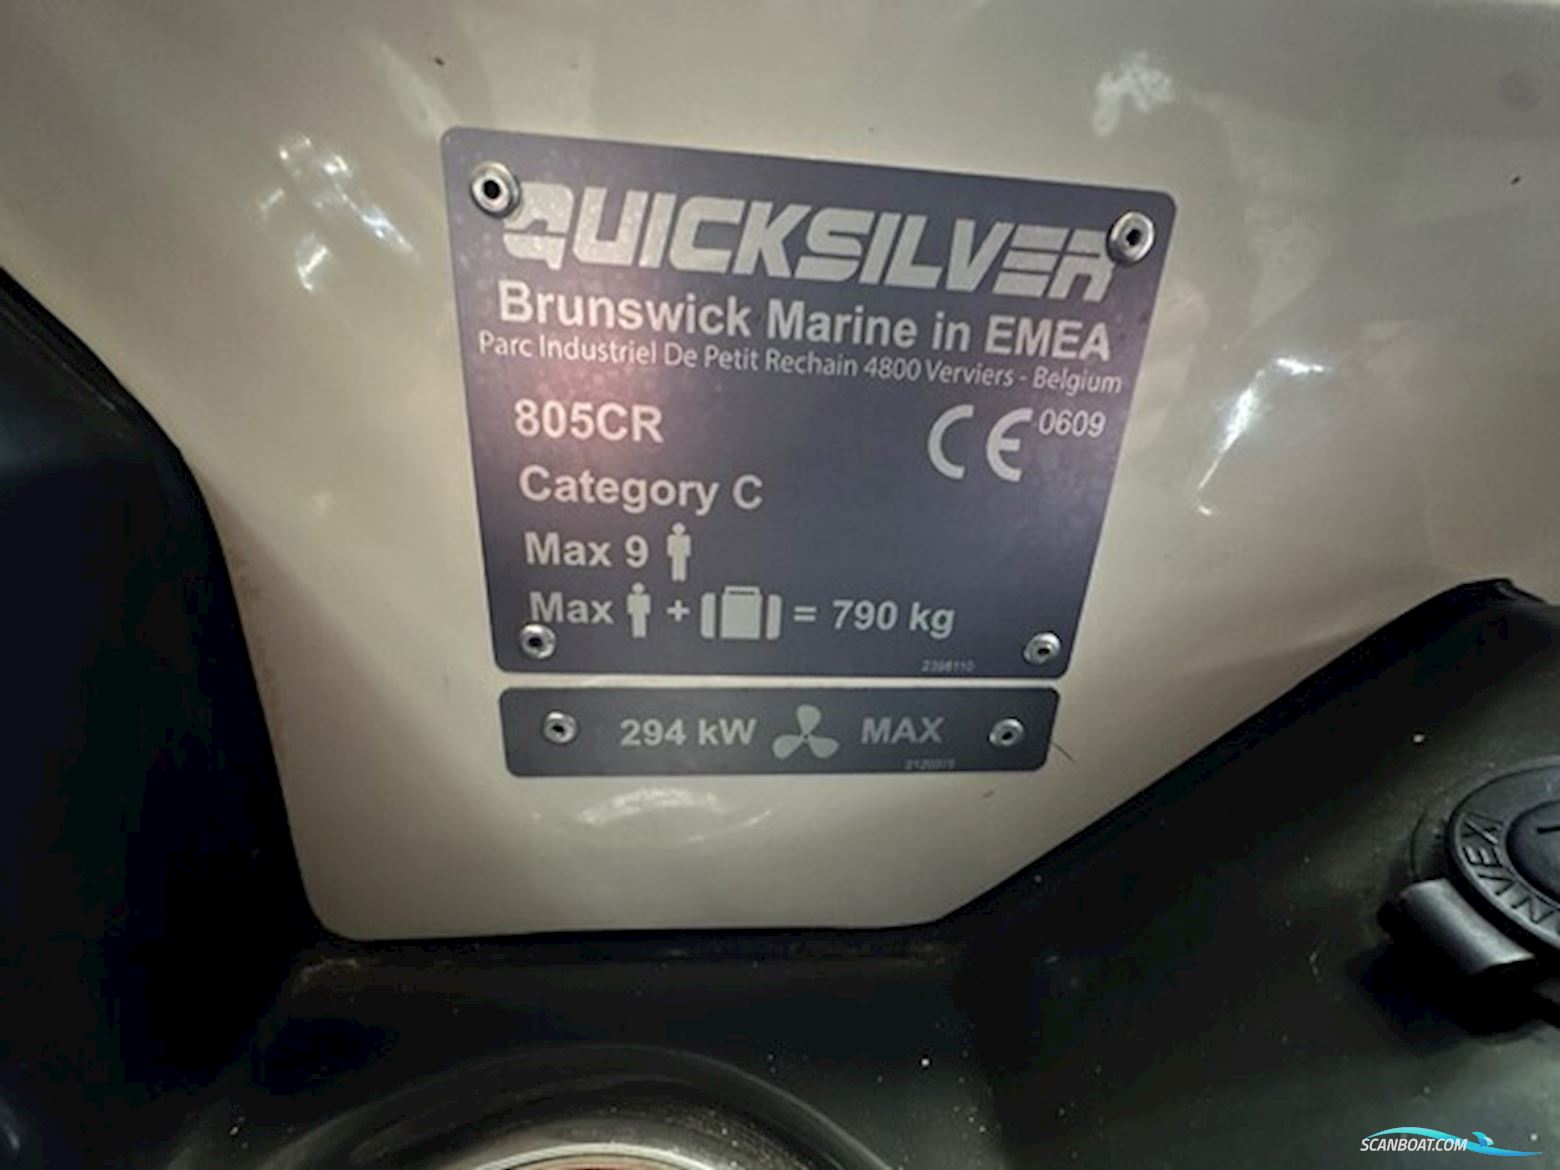 QUICKSILVER
Brunswick Marine in EMEA
Parc Industriel De Petit Rechain 4800 Verviers - Belgium
805CR CE 0609
Category C
Max 9
Max + = 790 kg
2398110
294 kW MAX
SCANBOAT.COM